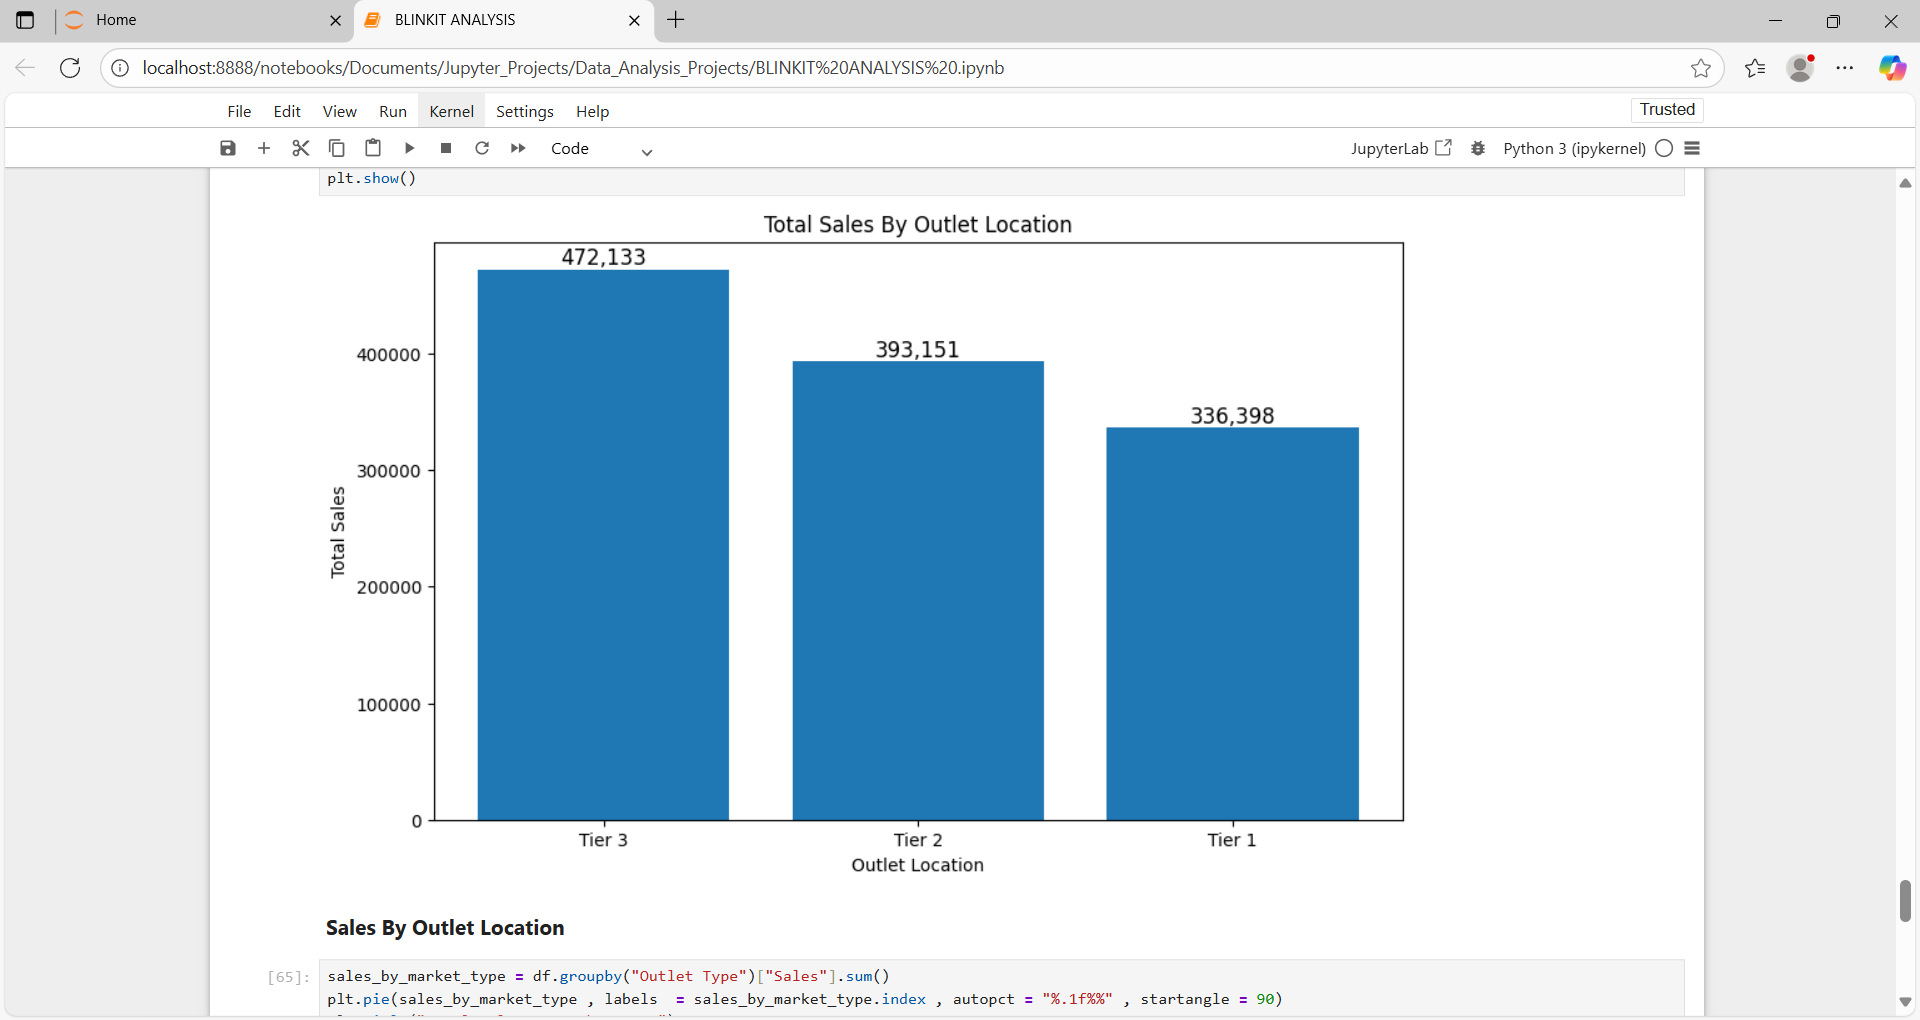 Home
BLINKIT ANALYSIS
localhost:8888/notebooks/Documents/Jupyter_Projects/Data_Analysis_Projects/BLINKIT%20ANALYSIS%20.ipynb
File Edit View Run Kernel Settings Help
Trusted
Code
JupyterLab
Python 3 (ipykernel)
plt.show()
Total Sales By Outlet Location
472,133
393,151
336,398
400000
300000
200000
100000
0
Total Sales
Tier 3 Tier 2 Tier 1
Outlet Location
Sales By Outlet Location
[65]:
sales_by_market_type = df.groupby("Outlet Type")["Sales"].sum()
plt.pie(sales_by_market_type , labels  = sales_by_market_type.index , autopct = "%.1f%%" , startangle = 90)